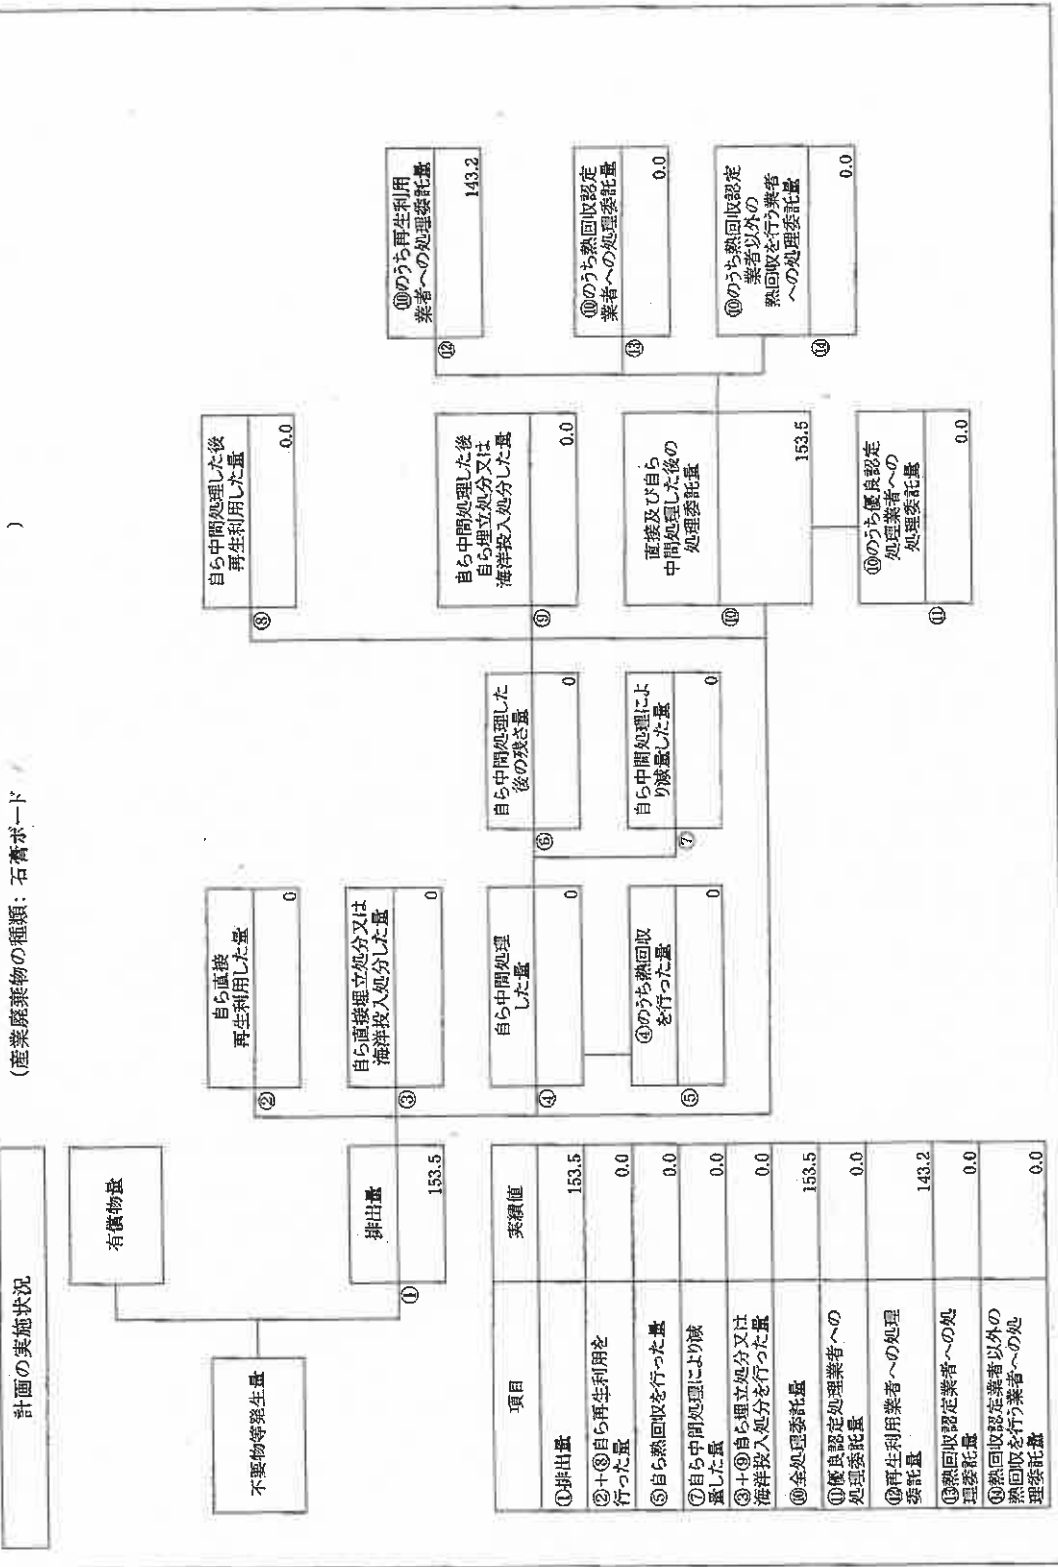 計画の実施状況
(産業廃棄物の種類: 石膏ボード )
不要物等発生量
有償物量
①
排出量
153.5
②
自ら直接
再生利用した量
0
③
自ら直接埋立処分又は
海洋投入処分した量
0
④
自ら中間処理
した量
0
⑤
④のうち熱回収
を行った量
0
⑥
自ら中間処理した
後の残さ量
0
⑦
自ら中間処理によ
り減量した量
0
⑧
自ら中間処理した後
再生利用した量
0.0
⑨
自ら中間処理した後
自ら埋立処分又は
海洋投入処分した量
0.0
⑩
直接及び自ら
中間処理した後の
処理委託量
153.5
⑪
⑩のうち優良認定
処理業者への
処理委託量
0.0
⑫
⑩のうち再生利用
業者への処理委託量
143.2
⑬
⑩のうち熱回収認定
業者への処理委託量
0.0
⑭
⑩のうち熱回収認定
業者以外の
熱回収を行う業者
への処理委託量
0.0
項目 実績値
①排出量 153.5
②+⑧自ら再生利用を
行った量 0.0
⑤自ら熱回収を行った量 0.0
⑦自ら中間処理により減
量した量 0.0
③+⑨自ら埋立処分又は
海洋投入処分を行った量 0.0
⑩全処理委託量 153.5
⑪優良認定処理業者への
処理委託量 0.0
⑫再生利用業者への処理
委託量 143.2
⑬熱回収認定業者への処
理委託量 0.0
⑭熱回収認定業者以外の
熱回収を行う業者への処
理委託量 0.0